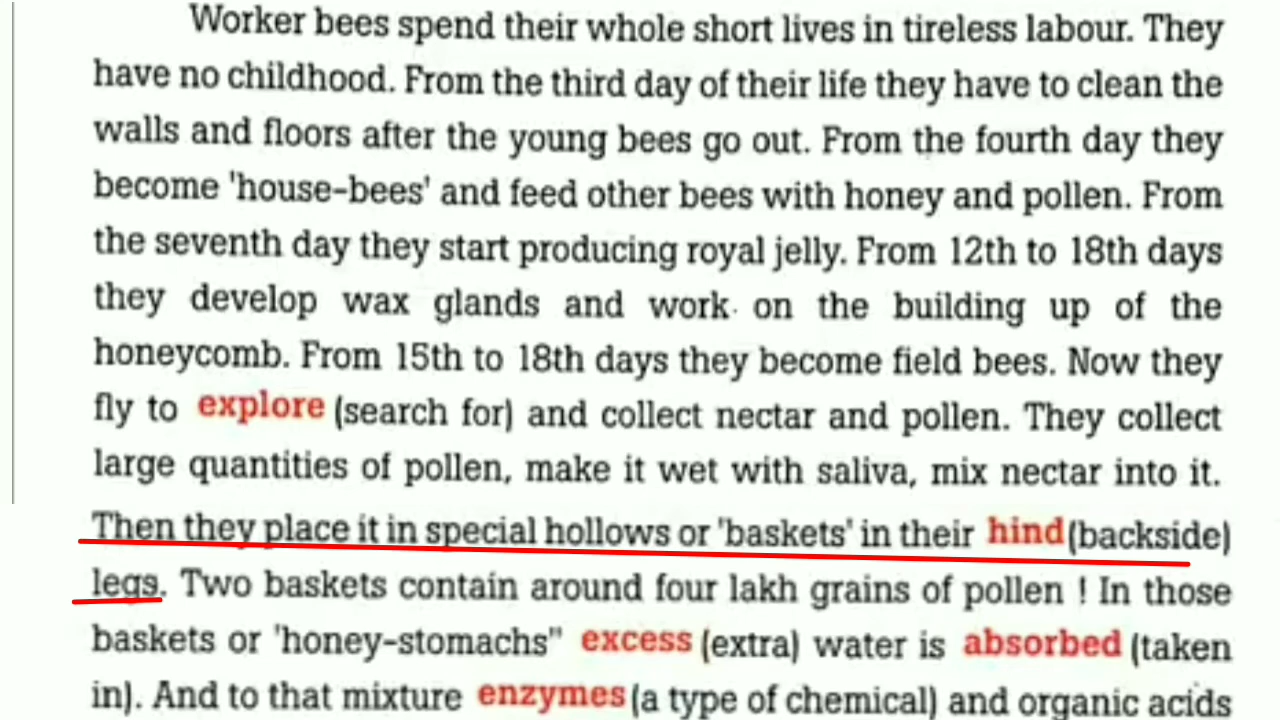 Worker bees spend their whole short lives in tireless labour. They
have no childhood. From the third day of their life they have to clean the
walls and floors after the young bees go out. From the fourth day they
become 'house-bees' and feed other bees with honey and pollen. From
the seventh day they start producing royal jelly. From 12th to 18th days
they develop wax glands and work on the building up of the
honeycomb. From 15th to 18th days they become field bees. Now they
fly to explore (search for) and collect nectar and pollen. They collect
large quantities of pollen, make it wet with saliva, mix nectar into it.
Then they place it in special hollows or 'baskets' in their hind (backside)
legs. Two baskets contain around four lakh grains of pollen ! In those
baskets or 'honey-stomachs" excess (extra) water is absorbed (taken
in). And to that mixture enzymes (a type of chemical) and organic acids